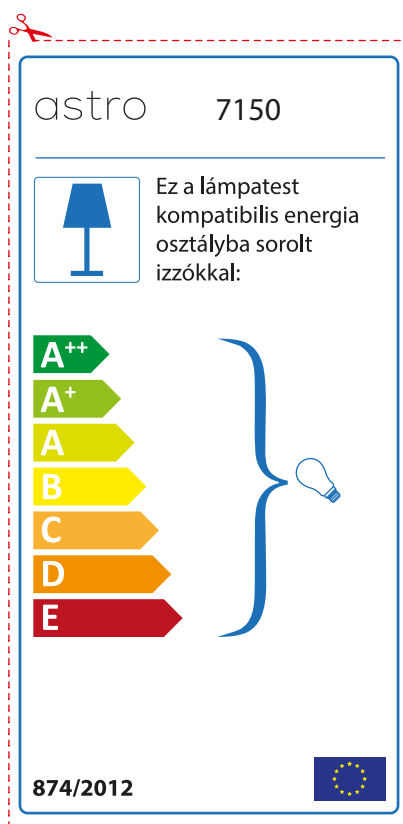 astro 7150
Ez a lámpatest
kompatibilis energia
osztályba sorolt
izzókkal:
A++
A+
A
B
C
D
E
874/2012